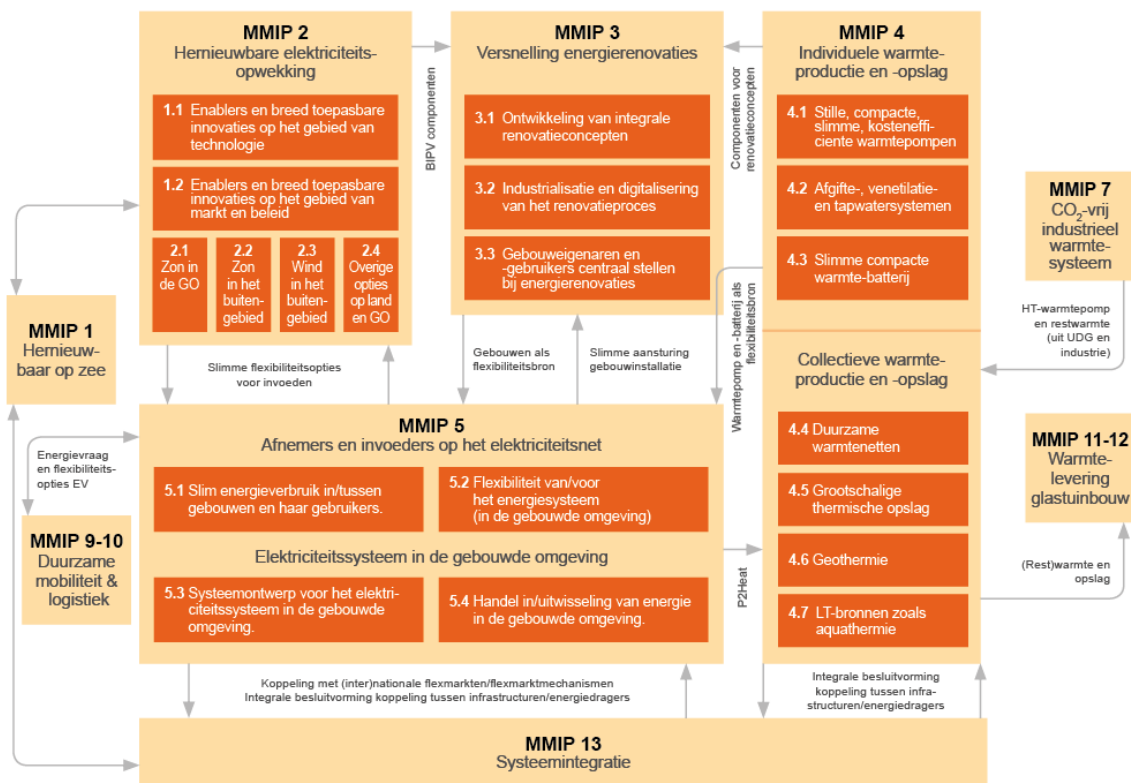 MMIP 2
Hernieuwbare elektriciteits-
opwekking
1.1 Enablers en breed toepasbare
innovaties op het gebied van
technologie
1.2 Enablers en breed toepasbare
innovaties op het gebied van
markt en beleid
2.1
Zon in
de GO
2.2
Zon
in het
buiten-
gebied
2.3
Wind
in het
buiten-
gebied
2.4
Overige
opties
op land
en GO
BIPV componenten
MMIP 3
Versnelling energierenovaties
3.1 Ontwikkeling van integrale
renovatieconcepten
3.2 Industrialisatie en digitalisering
van het renovatieproces
3.3 Gebouweigenaren en
-gebruikers centraal stellen
bij energierenovaties
Componenten voor
renovatieconcepten
MMIP 4
Individuele warmte-
productie en -opslag
4.1 Stille, compacte,
slimme, kosteneffi-
ciente warmtepompen
4.2 Afgifte-, venetilatie-
en tapwatersystemen
4.3 Slimme compacte
warmte-batterij
MMIP 7
CO₂-vrij
industrieel
warmte-
systeem
HT-warmtepomp
en restwarmte
(uit UDG en
industrie)
MMIP 1
Hernieuw-
baar op zee
Slimme flexibiliteitsopties
voor invoeden
Gebouwen als
flexibiliteitsbron
Slimme aansturing
gebouwinstallatie
Warmtepomp en -batterij als
flexibiliteitsbron
Collectieve warmte-
productie en -opslag
4.4 Duurzame
warmtenetten
4.5 Grootschalige
thermische opslag
4.6 Geothermie
4.7 LT-bronnen zoals
aquathermie
MMIP 11-12
Warmte-
levering
glastuinbouw
(Rest)warmte en
opslag
Energievraag
en flexibiliteits-
opties EV
MMIP 9-10
Duurzame
mobiliteit &
logistiek
MMIP 5
Afnemers en invoeders op het elektriciteitsnet
5.1 Slim energieverbruik in/tussen
gebouwen en haar gebruikers.
5.2 Flexibiliteit van/voor
het energiesysteem
(in de gebouwde omgeving)
Elektriciteitssysteem in de gebouwde omgeving
5.3 Systeemontwerp voor het elektri-
citeitssysteem in de gebouwde
omgeving.
5.4 Handel in/uitwisseling van energie
in de gebouwde omgeving.
P2Heat
Koppeling met (inter)nationale flexmarkten/flexmarktmechanismen
Integrale besluitvorming koppeling tussen infrastructuren/energiedragers
Integrale besluitvorming
koppeling tussen infra-
structuren/energiedragers
MMIP 13
Systeemintegratie